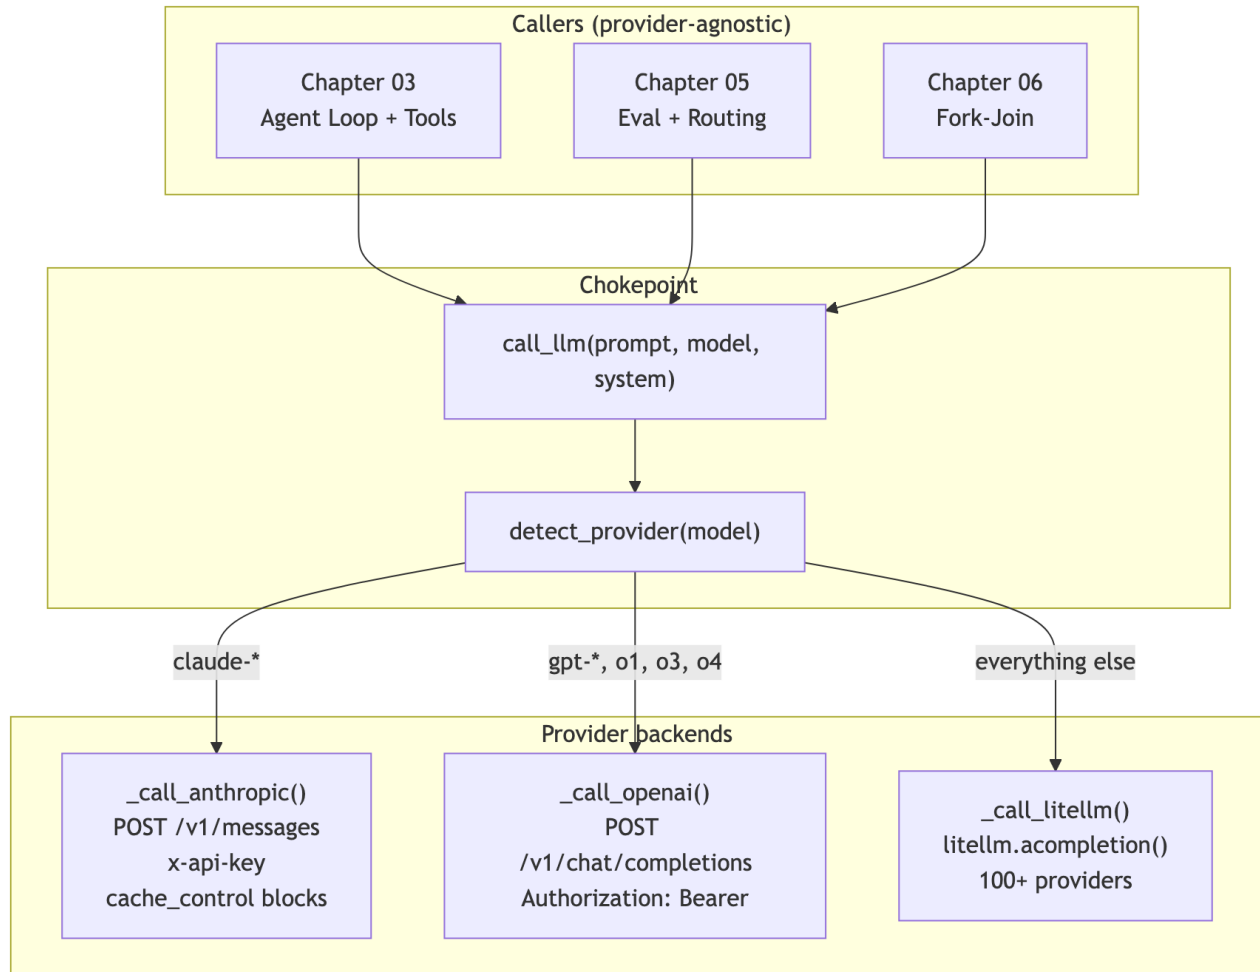 Callers (provider-agnostic)
Chapter 03
Agent Loop + Tools
Chapter 05
Eval + Routing
Chapter 06
Fork-Join
Chokepoint
call_llm(prompt, model,
system)
detect_provider(model)
claude-*
gpt-*, o1, o3, o4
everything else
Provider backends
_call_anthropic()
POST /v1/messages
x-api-key
cache_control blocks
_call_openai()
POST
/v1/chat/completions
Authorization: Bearer
_call_litellm()
litellm.acompletion()
100+ providers